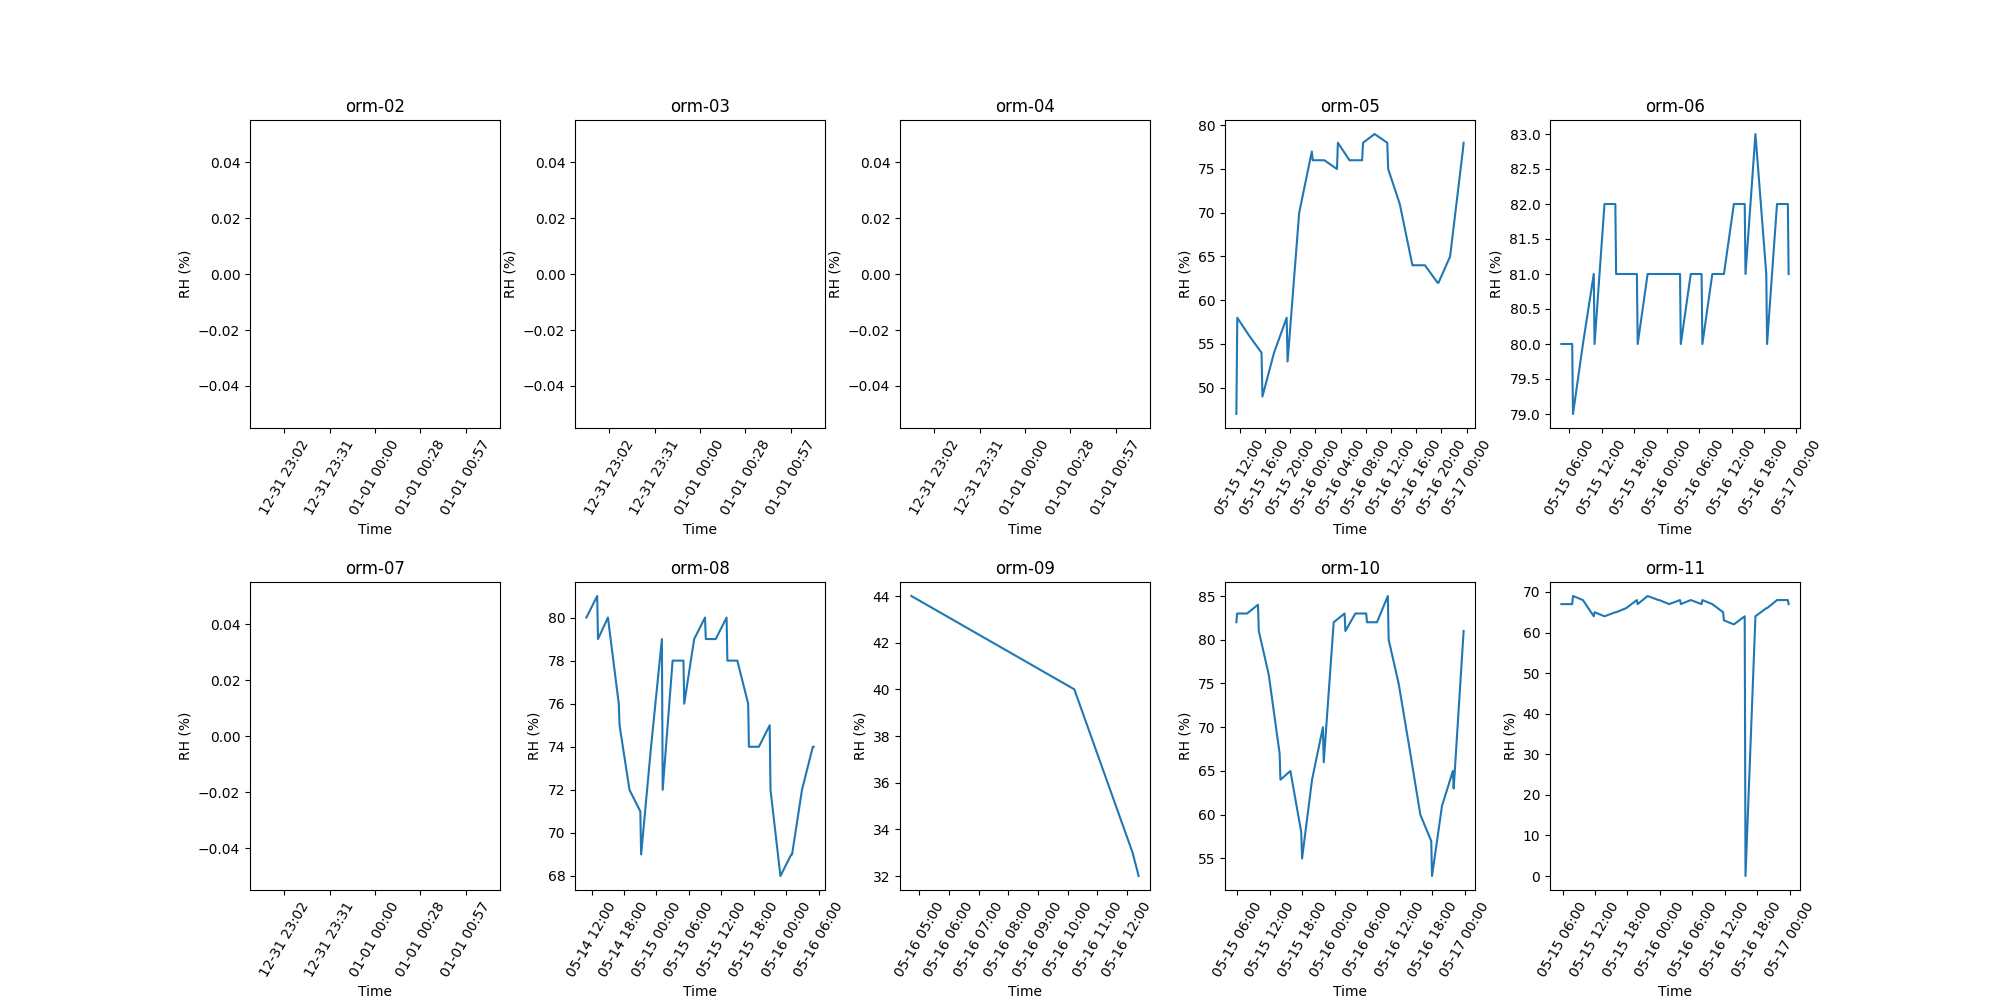 orm-02 orm-03 orm-04 orm-05 orm-06
RH (%) RH (%) RH (%) RH (%) RH (%)
0.04 0.04 0.04 80 83.0
0.02 0.02 0.02 75 82.5
0.00 0.00 0.00 70 82.0
−0.02 −0.02 −0.02 65 81.5
−0.04 −0.04 −0.04 60 81.0
55 80.5
50 80.0
79.5
79.0
12-31 23:02 12-31 23:31 01-01 00:00 01-01 00:28 01-01 00:57
12-31 23:02 12-31 23:31 01-01 00:00 01-01 00:28 01-01 00:57
12-31 23:02 12-31 23:31 01-01 00:00 01-01 00:28 01-01 00:57
05-15 12:00 05-15 16:00 05-15 20:00 05-16 00:00 05-16 04:00 05-16 08:00 05-16 12:00 05-16 16:00 05-16 20:00 05-17 00:00
05-15 06:00 05-15 12:00 05-15 18:00 05-16 00:00 05-16 06:00 05-16 12:00 05-16 18:00 05-17 00:00
Time Time Time Time Time
orm-07 orm-08 orm-09 orm-10 orm-11
RH (%) RH (%) RH (%) RH (%) RH (%)
0.04 80 44 85 70
0.02 78 42 80 60
0.00 76 40 75 50
−0.02 74 38 70 40
−0.04 72 36 65 30
70 34 60 20
68 32 55 10
0
12-31 23:02 12-31 23:31 01-01 00:00 01-01 00:28 01-01 00:57
05-14 12:00 05-14 18:00 05-15 00:00 05-15 06:00 05-15 12:00 05-15 18:00 05-16 00:00 05-16 06:00
05-16 05:00 05-16 06:00 05-16 07:00 05-16 08:00 05-16 09:00 05-16 10:00 05-16 11:00 05-16 12:00
05-15 06:00 05-15 12:00 05-15 18:00 05-16 00:00 05-16 06:00 05-16 12:00 05-16 18:00 05-17 00:00
05-15 06:00 05-15 12:00 05-15 18:00 05-16 00:00 05-16 06:00 05-16 12:00 05-16 18:00 05-17 00:00
Time Time Time Time Time